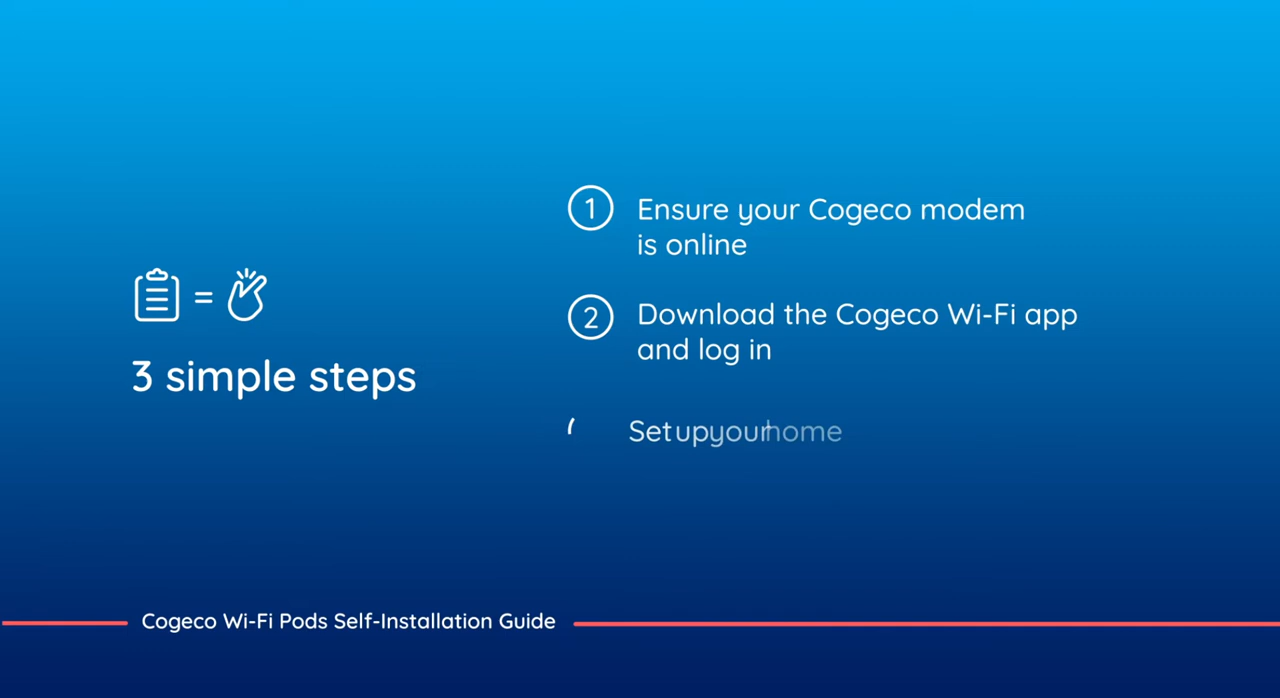 1 Ensure your Cogeco modem
is online
= 
3 simple steps
2 Download the Cogeco Wi-Fi app
and log in
Set up your home
Cogeco Wi-Fi Pods Self-Installation Guide